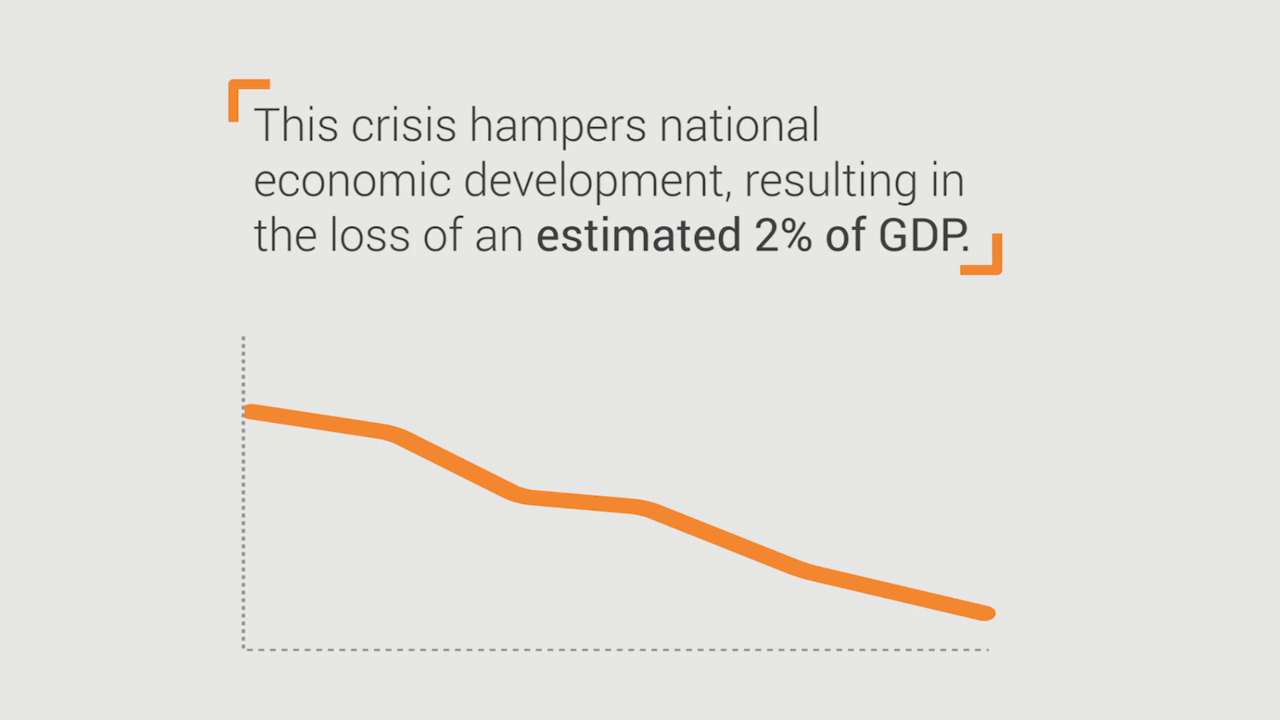 This crisis hampers national
economic development, resulting in
the loss of an estimated 2% of GDP.